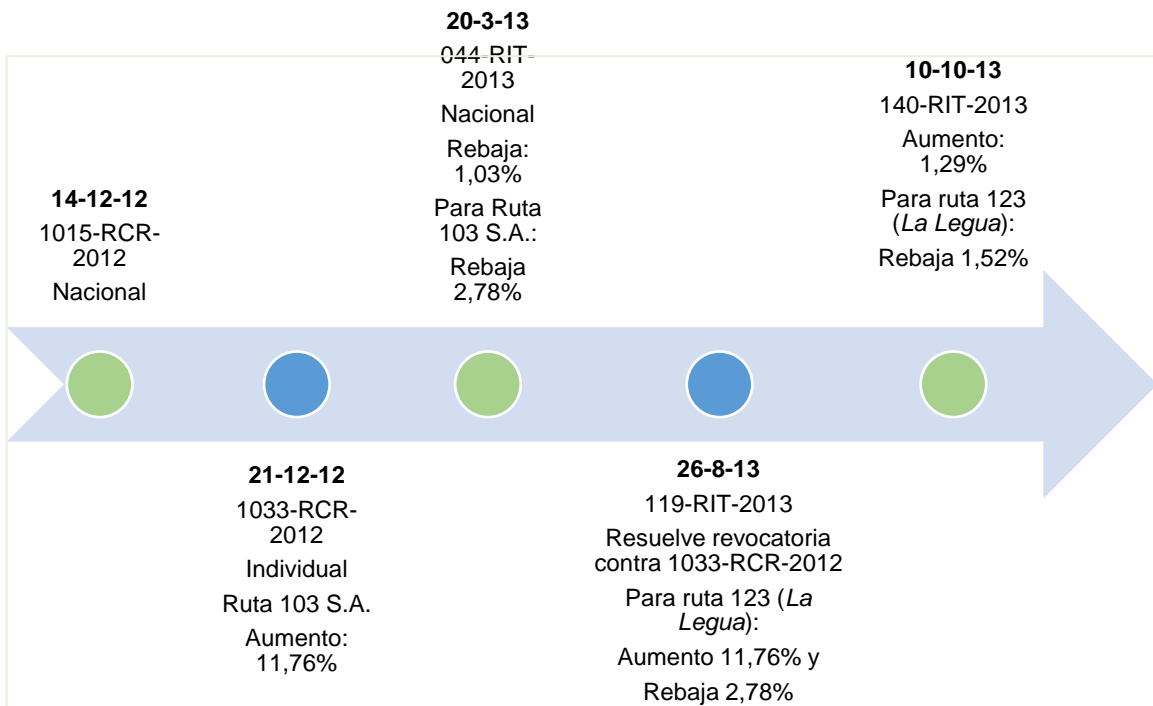 14-12-12
1015-RCR-
2012
Nacional
21-12-12
1033-RCR-
2012
Individual
Ruta 103 S.A.
Aumento:
11,76%
20-3-13
044-RIT-
2013
Nacional
Rebaja:
1,03%
Para Ruta
103 S.A.:
Rebaja
2,78%
26-8-13
119-RIT-2013
Resuelve revocatoria
contra 1033-RCR-2012
Para ruta 123 (La
Legua):
Aumento 11,76% y
Rebaja 2,78%
10-10-13
140-RIT-2013
Aumento:
1,29%
Para ruta 123
(La Legua):
Rebaja 1,52%